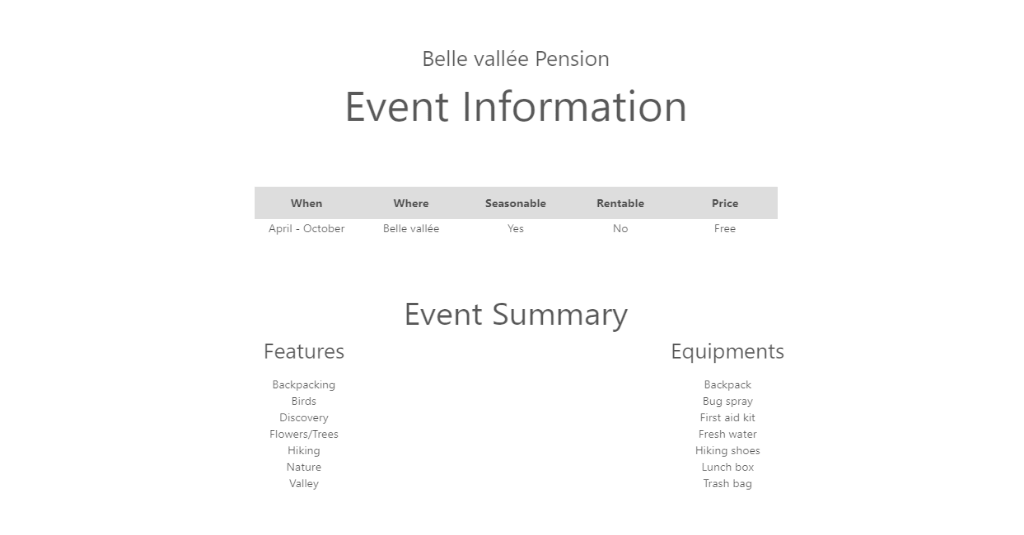 Belle vallée Pension
Event Information
When Where Seasonable Rentable Price
April - October Belle vallée Yes No Free
Event Summary
Features
Backpacking
Birds
Discovery
Flowers/Trees
Hiking
Nature
Valley
Equipments
Backpack
Bug spray
First aid kit
Fresh water
Hiking shoes
Lunch box
Trash bag